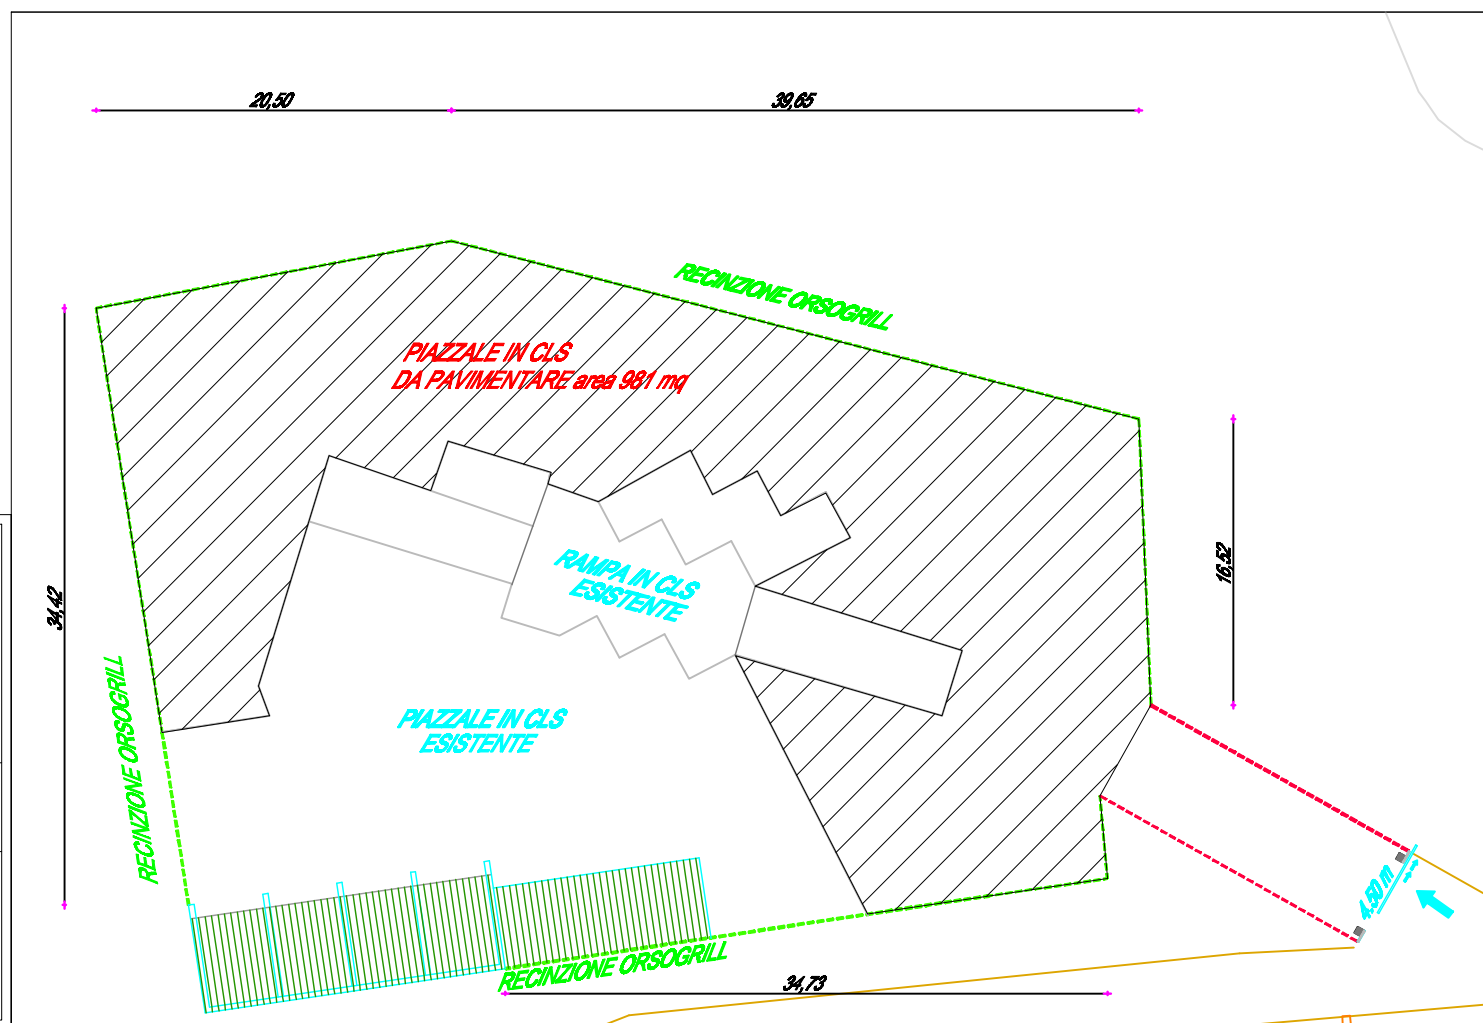 20,50
39,65
RECINZIONE ORSOGRILL
PIAZZALE IN CLS
DA PAVIMENTARE area 981 mq
34,42
16,52
RAMPA IN CLS
ESISTENTE
RECINZIONE ORSOGRILL
PIAZZALE IN CLS
ESISTENTE
4.50 m
RECINZIONE ORSOGRILL
34,73